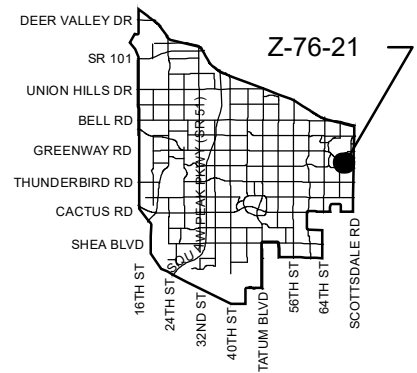 DEER VALLEY DR
Z-76-21
SR 101
UNION HILLS DR
BELL RD
GREENWAY RD
THUNDERBIRD RD
CACTUS RD
SHEA BLVD
SQUAW PEAK PKWY (SR 51)
16TH ST
24TH ST
32ND ST
40TH ST
TATUM BLVD
56TH ST
64TH ST
SCOTTSDALE RD